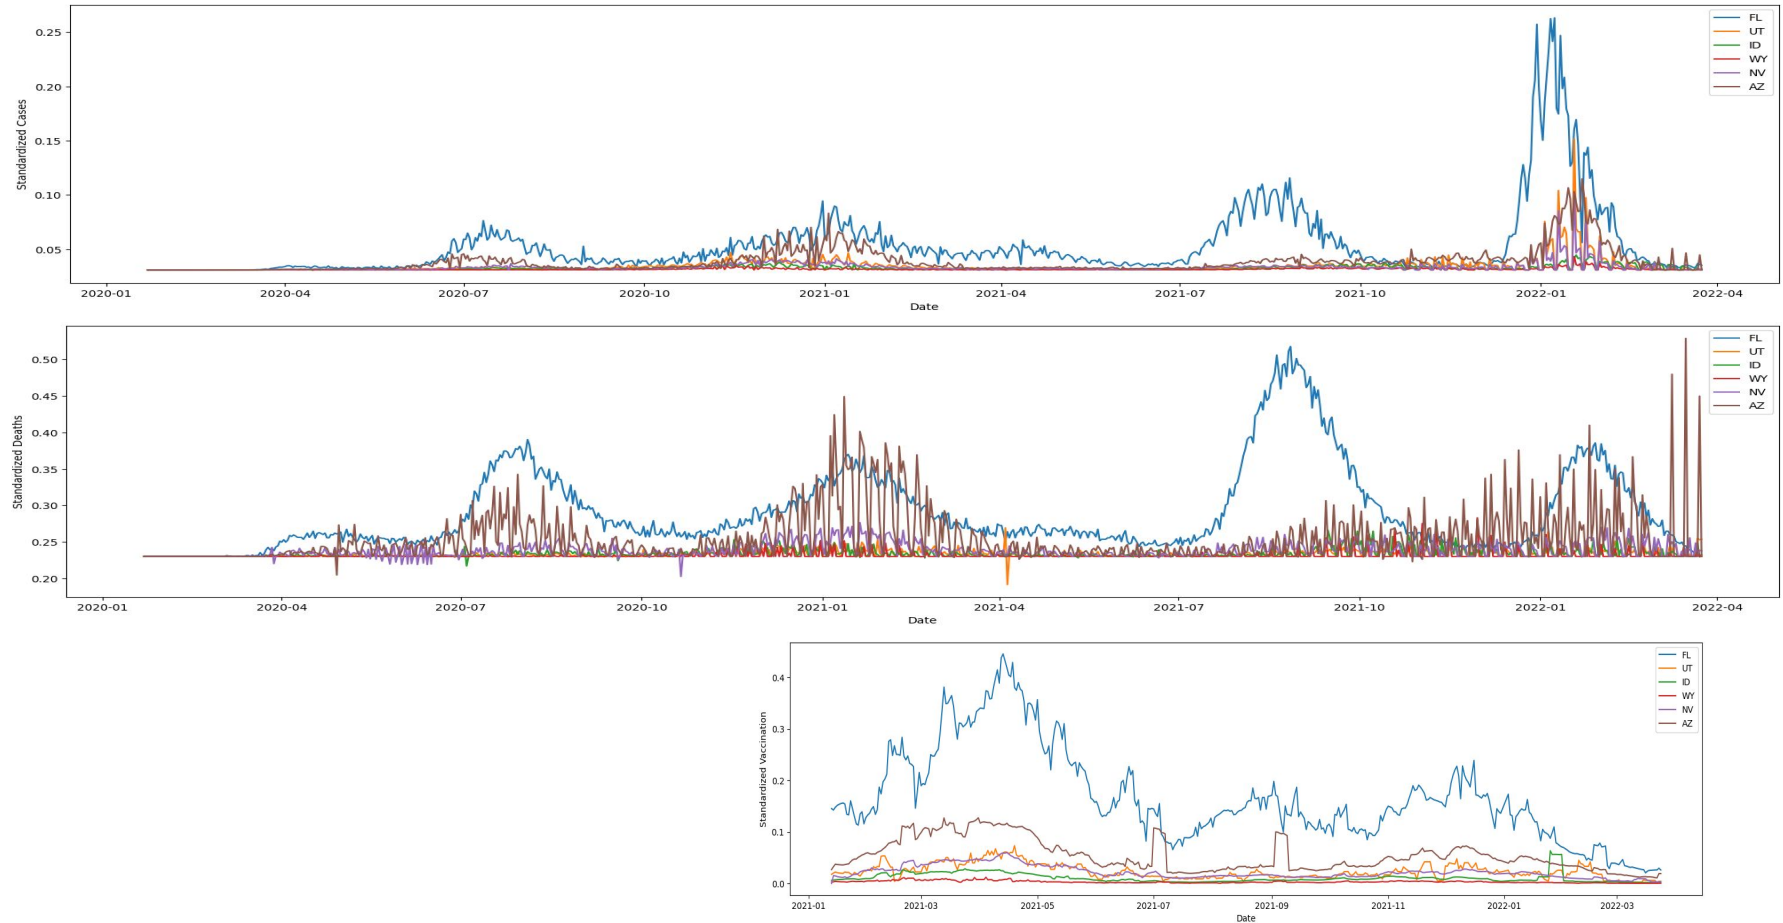 Standardized Cases
0.25
0.20
0.15
0.10
0.05
FL
UT
ID
WY
NV
AZ
2020-01 2020-04 2020-07 2020-10 2021-01 2021-04 2021-07 2021-10 2022-01 2022-04
Date
Standardized Deaths
0.50
0.45
0.40
0.35
0.30
0.25
0.20
FL
UT
ID
WY
NV
AZ
2020-01 2020-04 2020-07 2020-10 2021-01 2021-04 2021-07 2021-10 2022-01 2022-04
Date
Standardized Vaccination
0.4
0.3
0.2
0.1
0.0
FL
UT
ID
WY
NV
AZ
2021-01 2021-03 2021-05 2021-07 2021-09 2021-11 2022-01 2022-03
Date